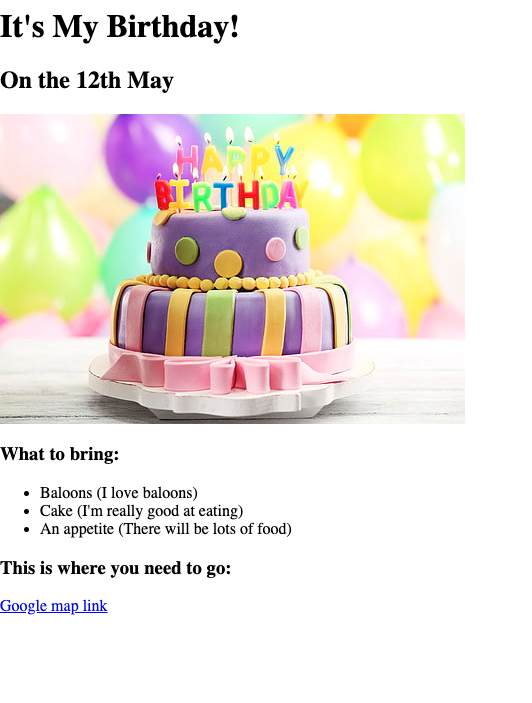 It's My Birthday!
On the 12th May
HAPPY
BIRTHDAY
What to bring:
Baloons (I love baloons)
Cake (I'm really good at eating)
An appetite (There will be lots of food)
This is where you need to go:
Google map link